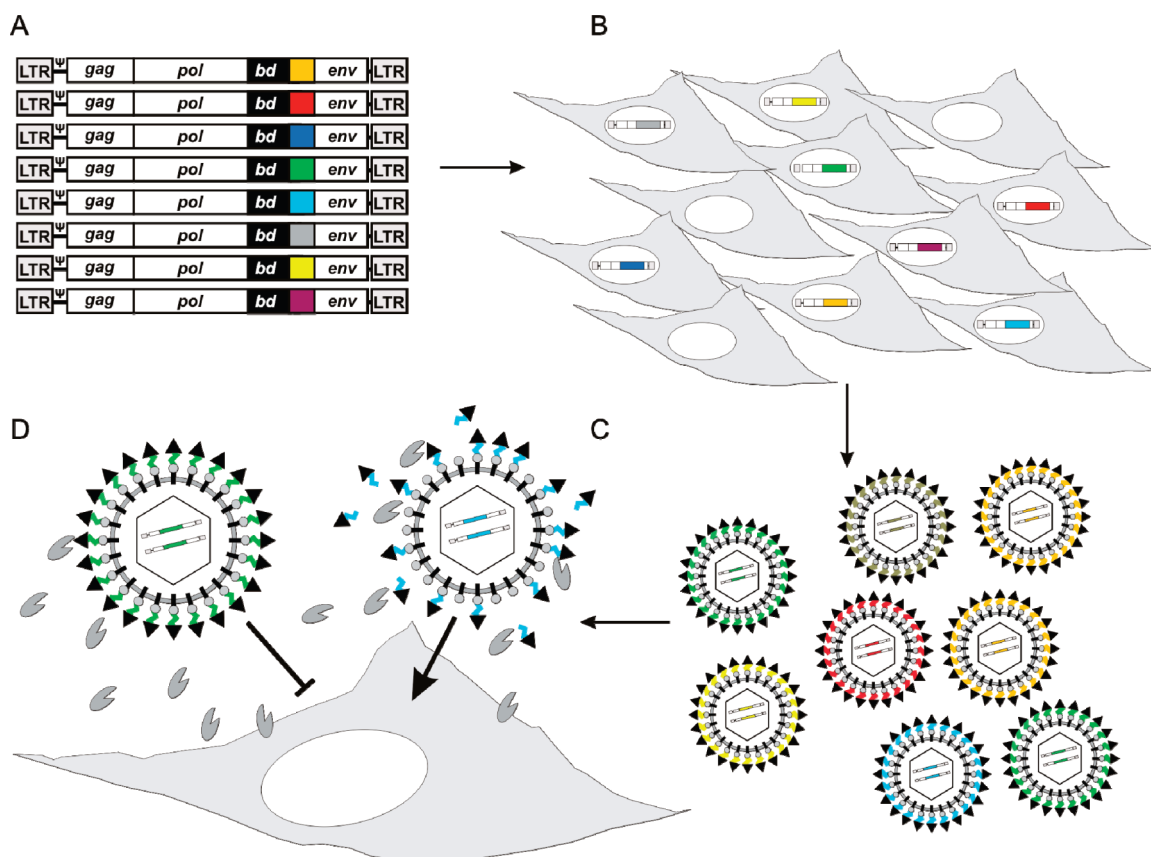 A
LTR Ψ gag pol bd env LTR
LTR Ψ gag pol bd env LTR
LTR Ψ gag pol bd env LTR
LTR Ψ gag pol bd env LTR
LTR Ψ gag pol bd env LTR
LTR Ψ gag pol bd env LTR
LTR Ψ gag pol bd env LTR
LTR Ψ gag pol bd env LTR
B
C
D